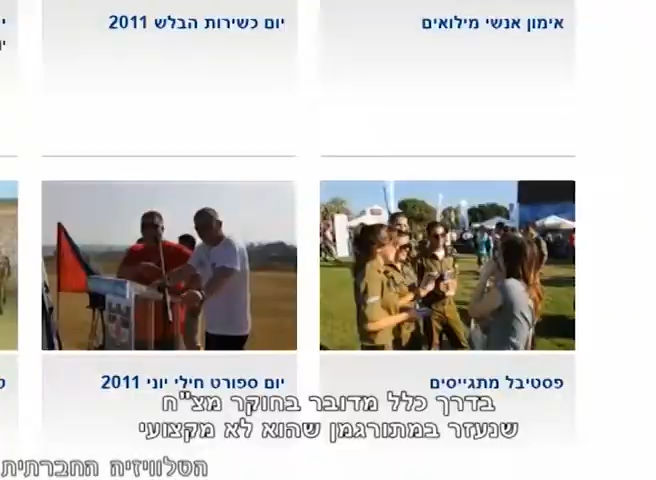 אימון אנשי מילואים
יום כשירות הבלש 2011
פסטיבל מתגייסים
יום ספורט חילי יוני 2011
בדרך כלל מדובר בחוקר מצ"ח
שנעזר במתורגמן שהוא לא מקצועי
הטלוויזיה החברתית